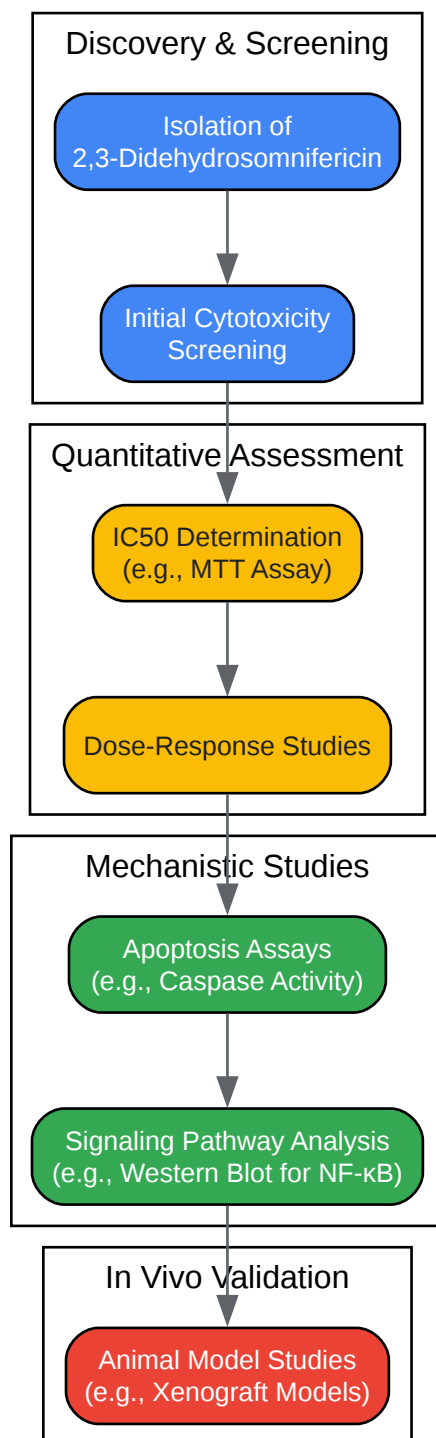 Discovery & Screening
Isolation of
2,3-Didehydrosomnifericin
Initial Cytotoxicity
Screening
Quantitative Assessment
IC50 Determination
(e.g., MTT Assay)
Dose-Response Studies
Mechanistic Studies
Apoptosis Assays
(e.g., Caspase Activity)
Signaling Pathway Analysis
(e.g., Western Blot for NF-κB)
In Vivo Validation
Animal Model Studies
(e.g., Xenograft Models)